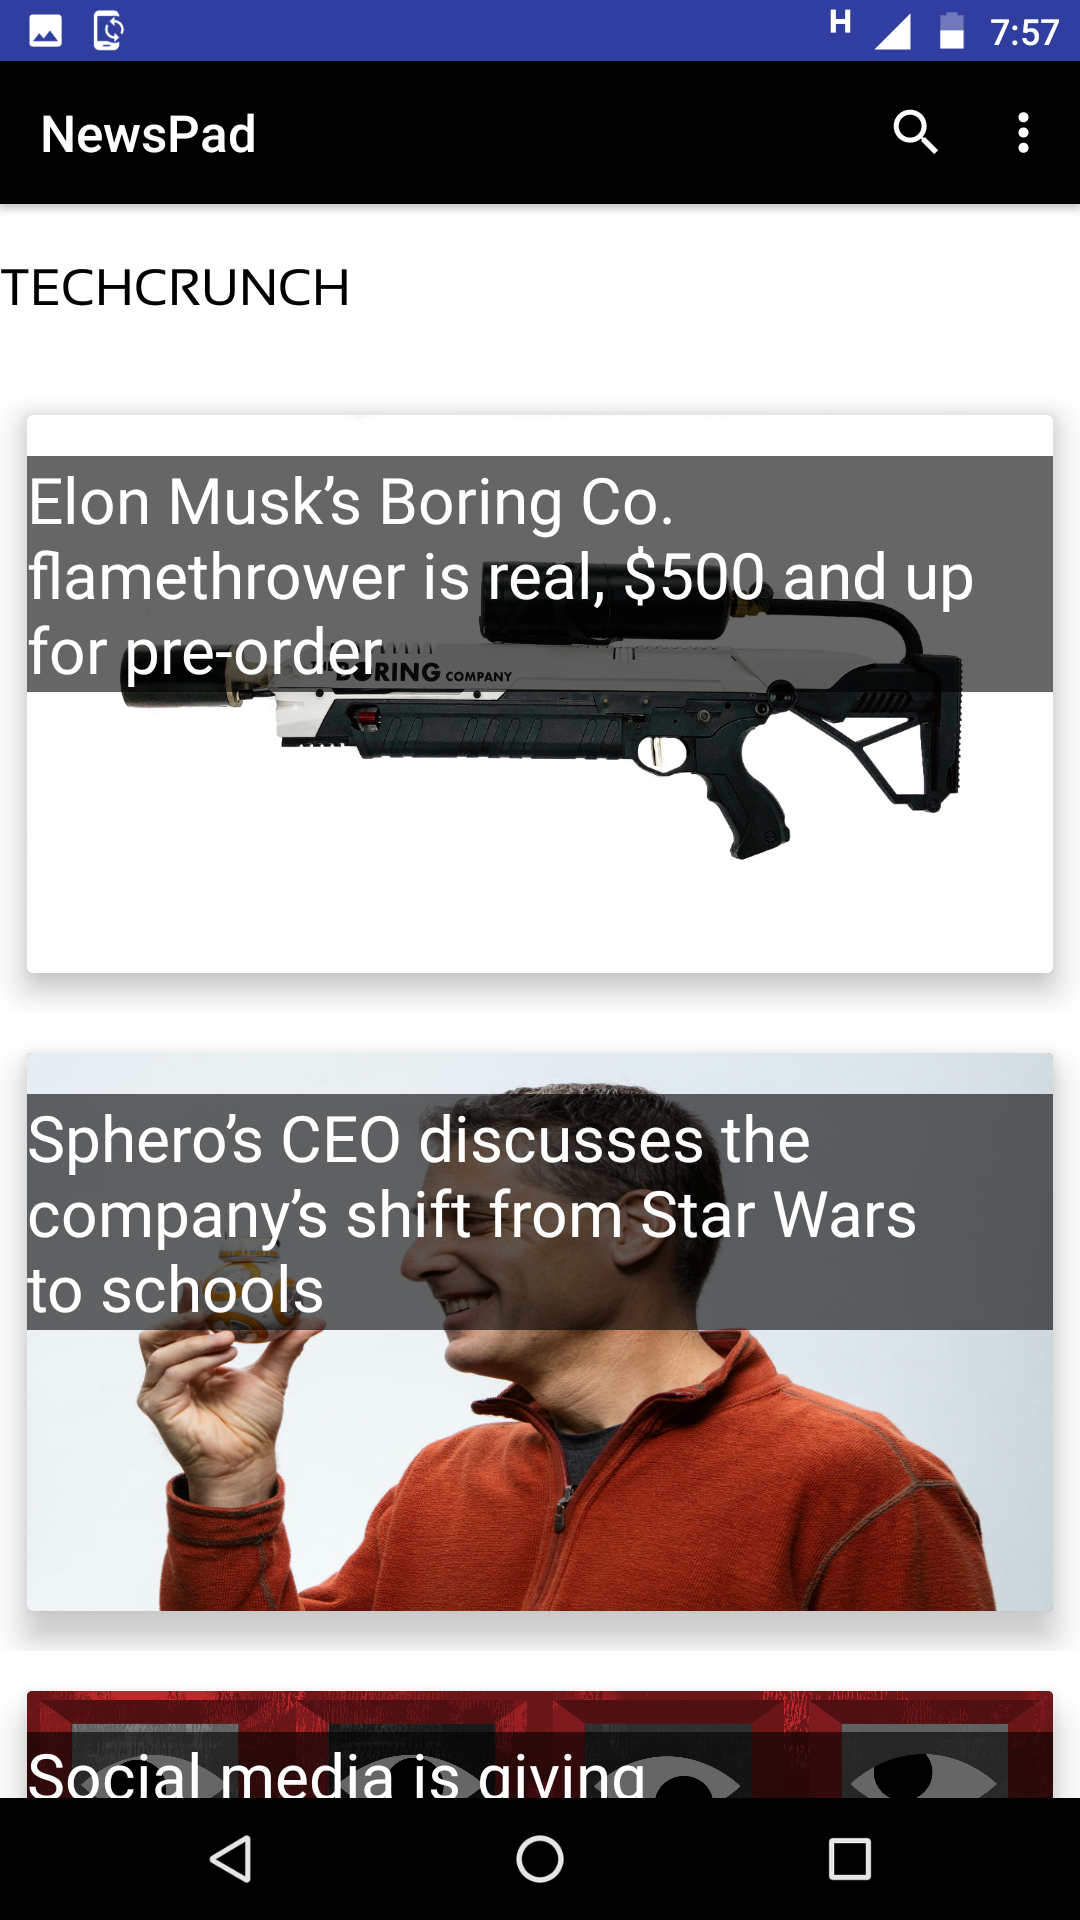 H 7:57
NewsPad
TECHCRUNCH
Elon Musk’s Boring Co.
flamethrower is real, $500 and up
for pre-order
THE BORING COMPANY
Sphero’s CEO discusses the
company’s shift from Star Wars
to schools
Social media is giving